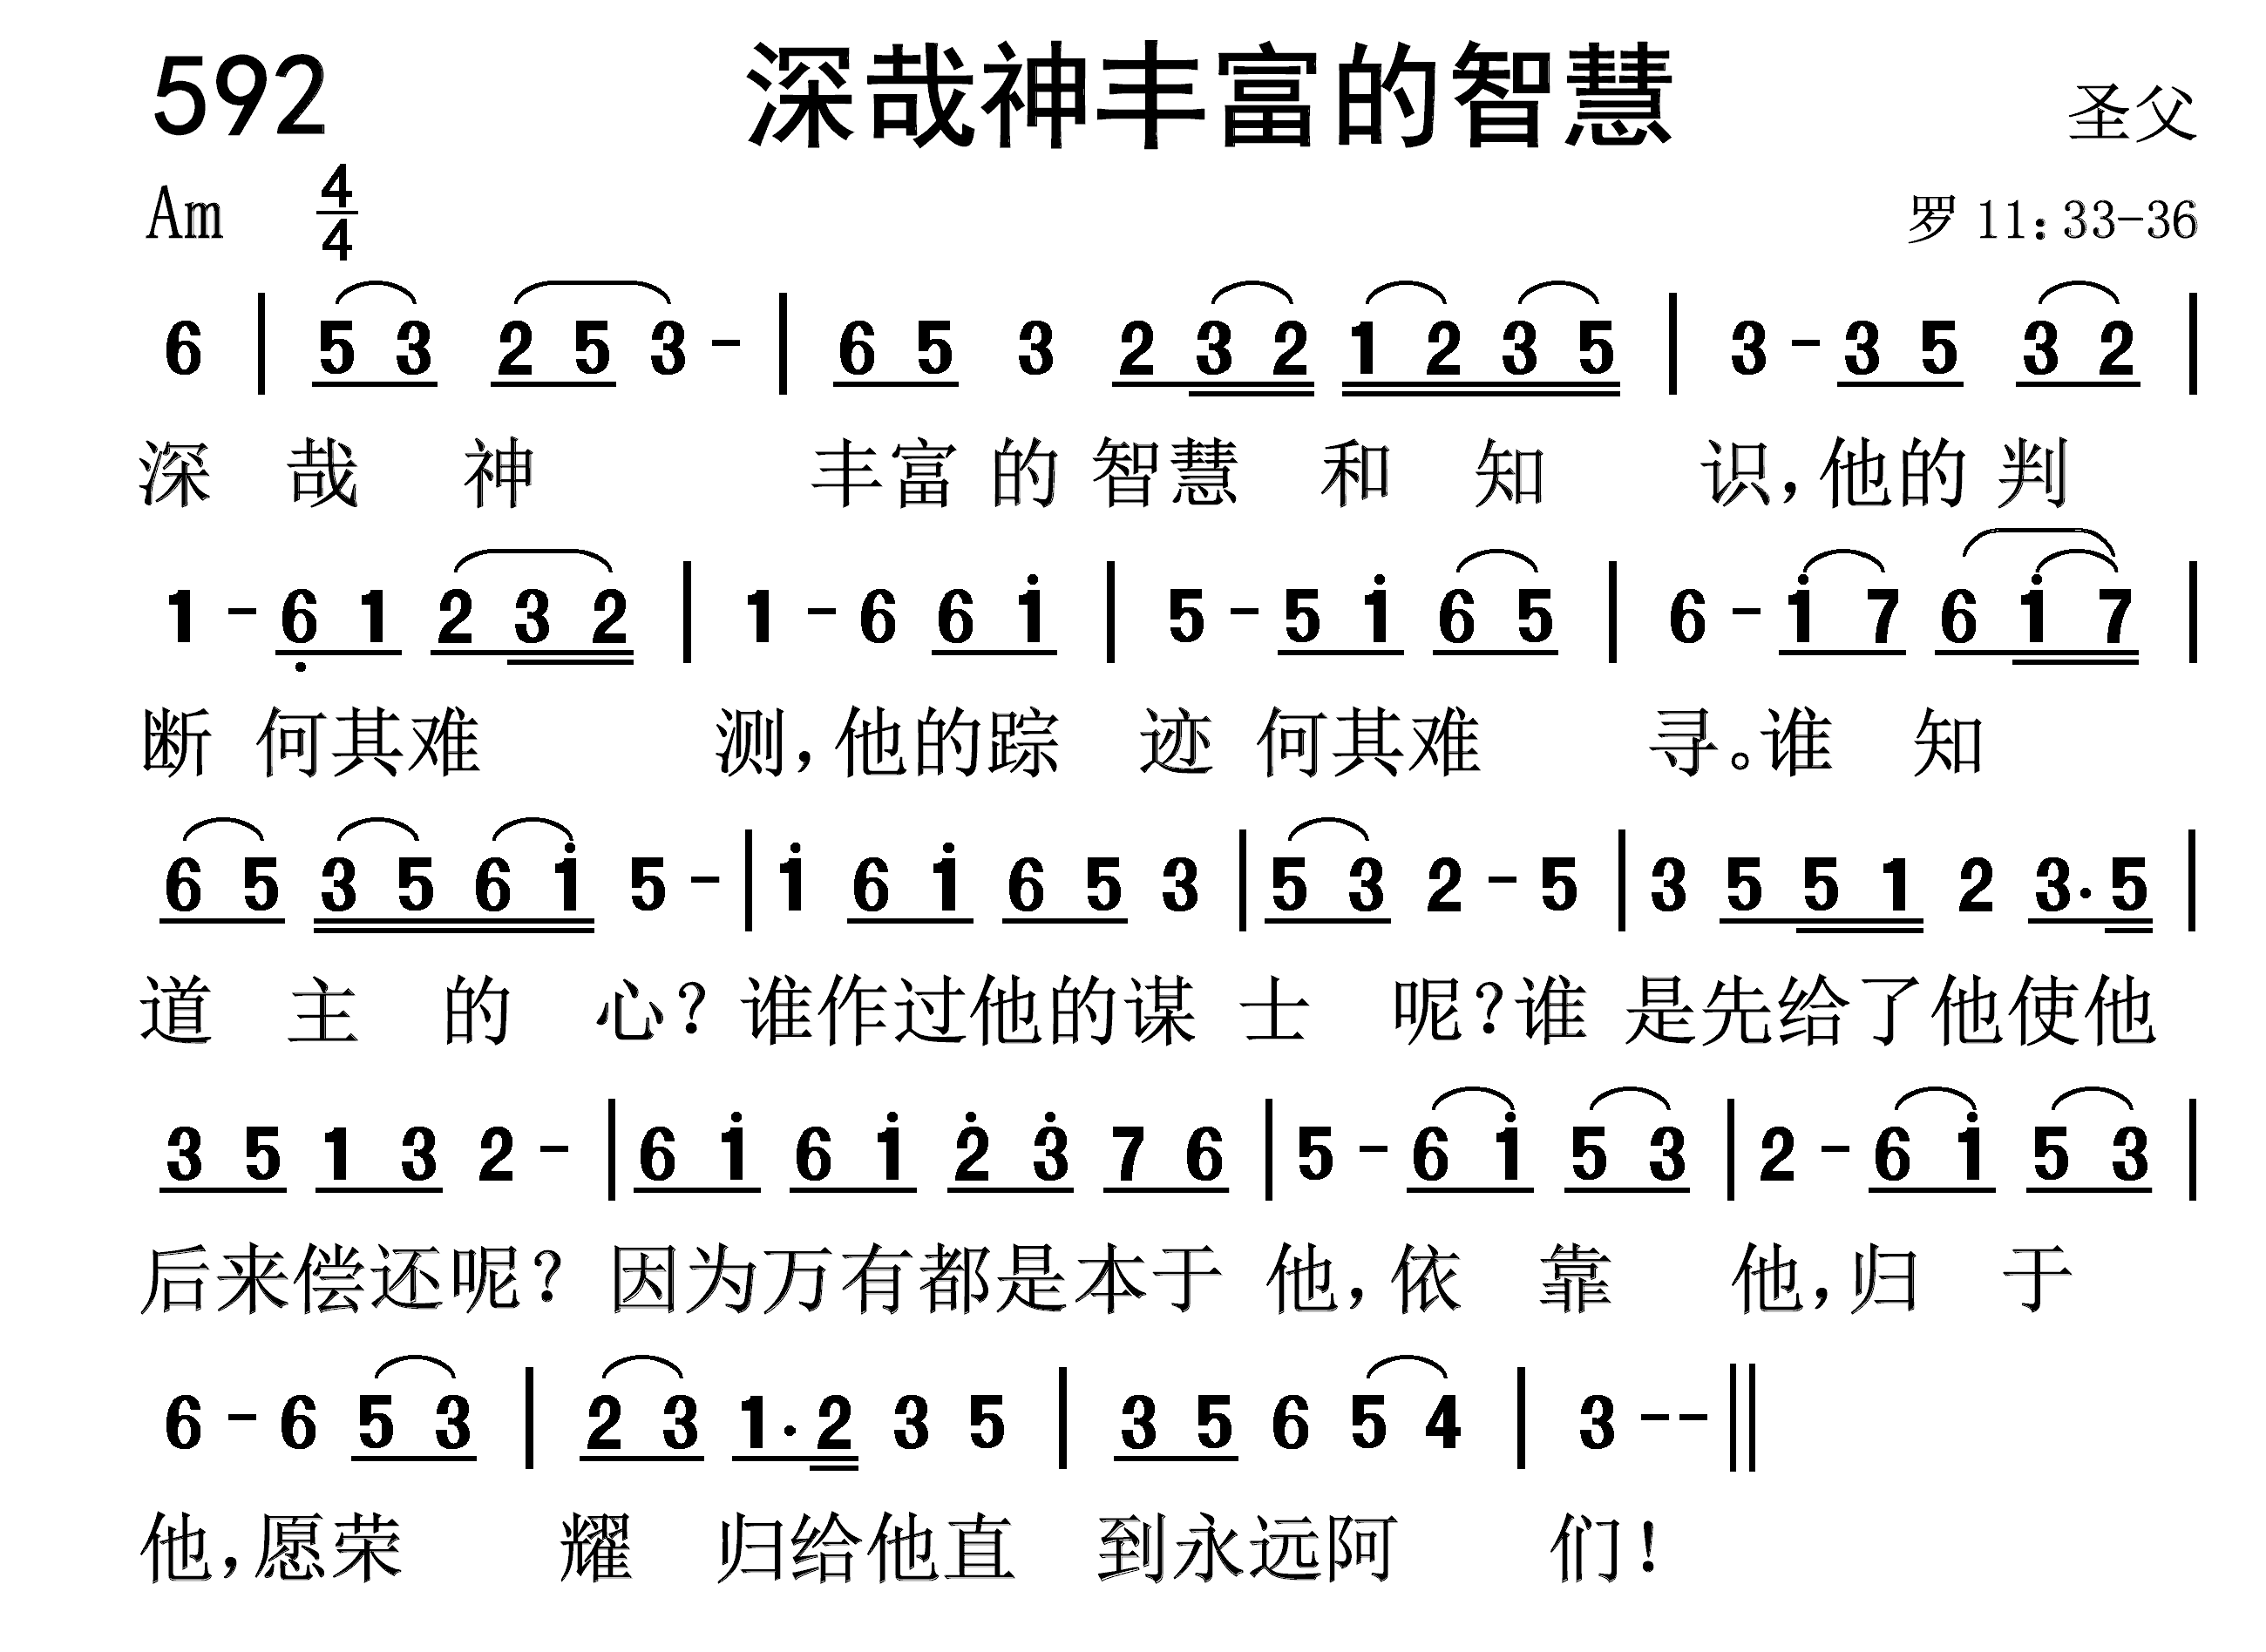 592 深哉神丰富的智慧 圣父
Am 4/4 罗 11：33-36
6 | 5 3 2 5 3 - | 6 5 3 2 3 2 1 2 3 5 | 3 - 3 5 3 2 |
深 哉 神 丰富 的 智慧 和 知 识，他的 判
1 - 6̣ 1 2 3 2 | 1 - 6 6 i | 5 - 5 i 6 5 | 6 - i 7 6 i 7 |
断 何其难 测，他的踪 迹 何其难 寻。谁 知
6 5 3 5 6 i 5 - | i 6 i 6 5 3 | 5 3 2 - 5 | 3 5 5 1 2 3. 5 |
道 主 的 心？谁作过他的谋 士 呢？谁 是先给了他使他
3 5 1 3 2 - | 6 i 6 i 2̇ 3̇ 7 6 | 5 - 6 i 5 3 | 2 - 6 i 5 3 |
后来偿还呢？ 因为万有都是本于 他，依 靠 他，归 于
6 - 6 5 3 | 2 3 1. 2 3 5 | 3 5 6 5 4 | 3 - - ||
他，愿荣 耀 归给他直 到永远阿 们！